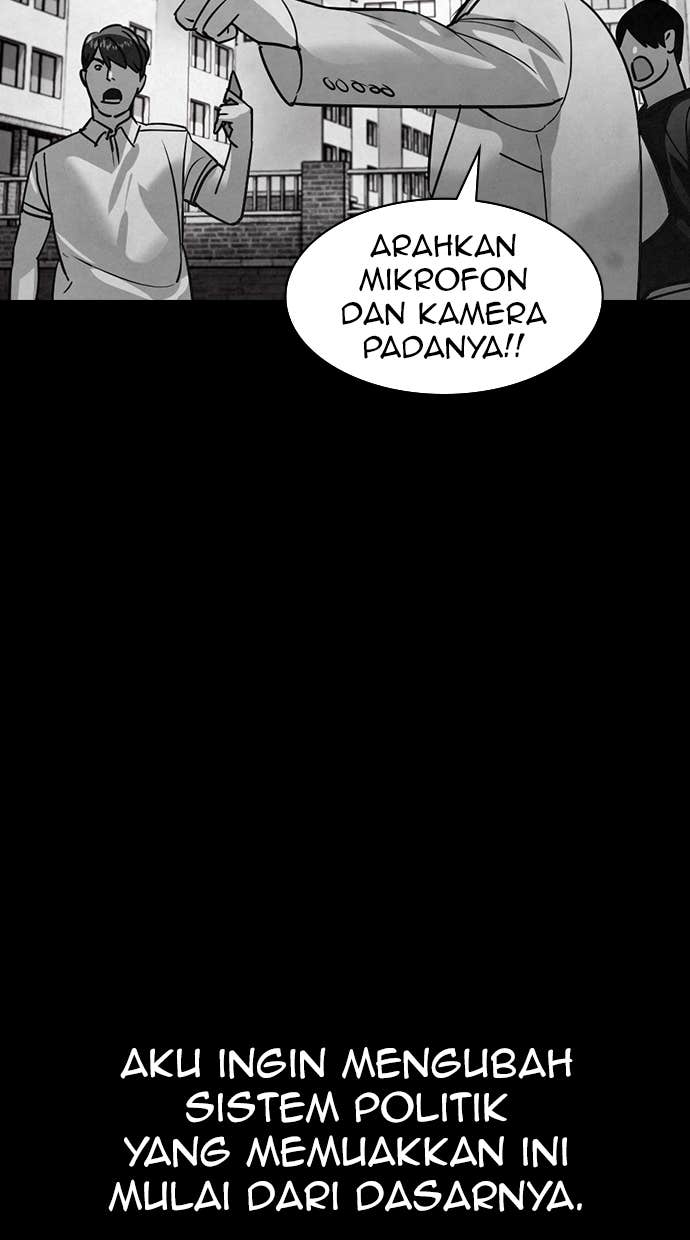 ARAHKAN
MIKROFON
DAN KAMERA
PADANYA!!
AKU INGIN MENGUBAH
SISTEM POLITIK
YANG MEMUAKKAN INI
MULAI DARI DASARNYA.